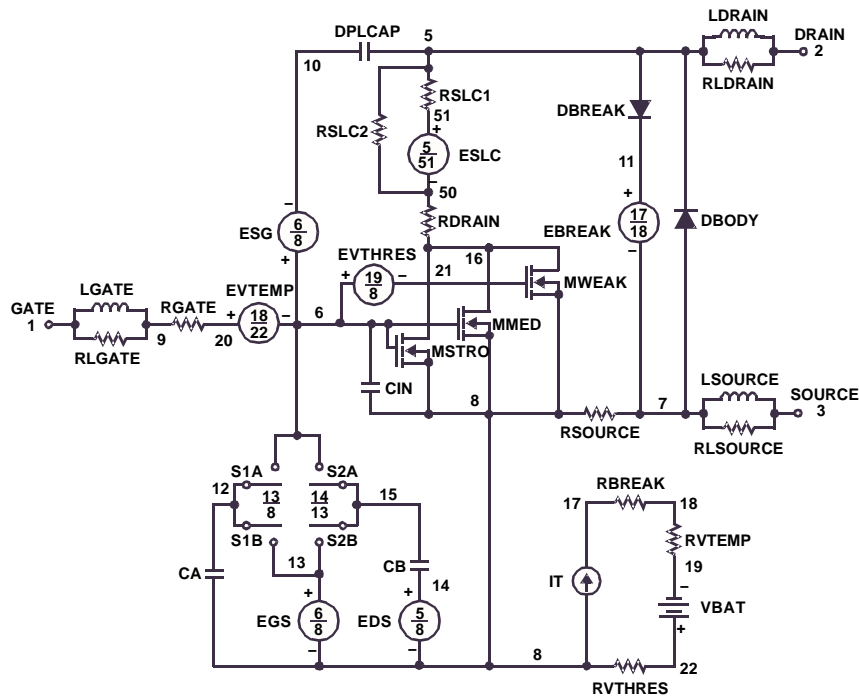 LDRAIN
DPLCAP
5
DRAIN
2
10
RLDRAIN
RSLC1
51
DBREAK
RSLC2
+
5
51
ESLC
11
–
50
–
+
17
18
DBODY
ESG
6
8
RDRAIN
EBREAK
+
EVTHRES
16
–
+
19
8
–
21
MWEAK
LGATE
EVTEMP
GATE
1
RGATE
+
18
22
–
6
MMED
9
20
RLGATE
MSTRO
CIN
LSOURCE
8
7
SOURCE
3
RSOURCE
RLSOURCE
S1A
S2A
12
13
8
14
13
15
RBREAK
17
18
S1B
S2B
RVTEMP
13
CB
CA
14
IT
19
–
+
+
VBAT
EGS
6
8
EDS
5
8
+
–
–
8
22
RVTHRES